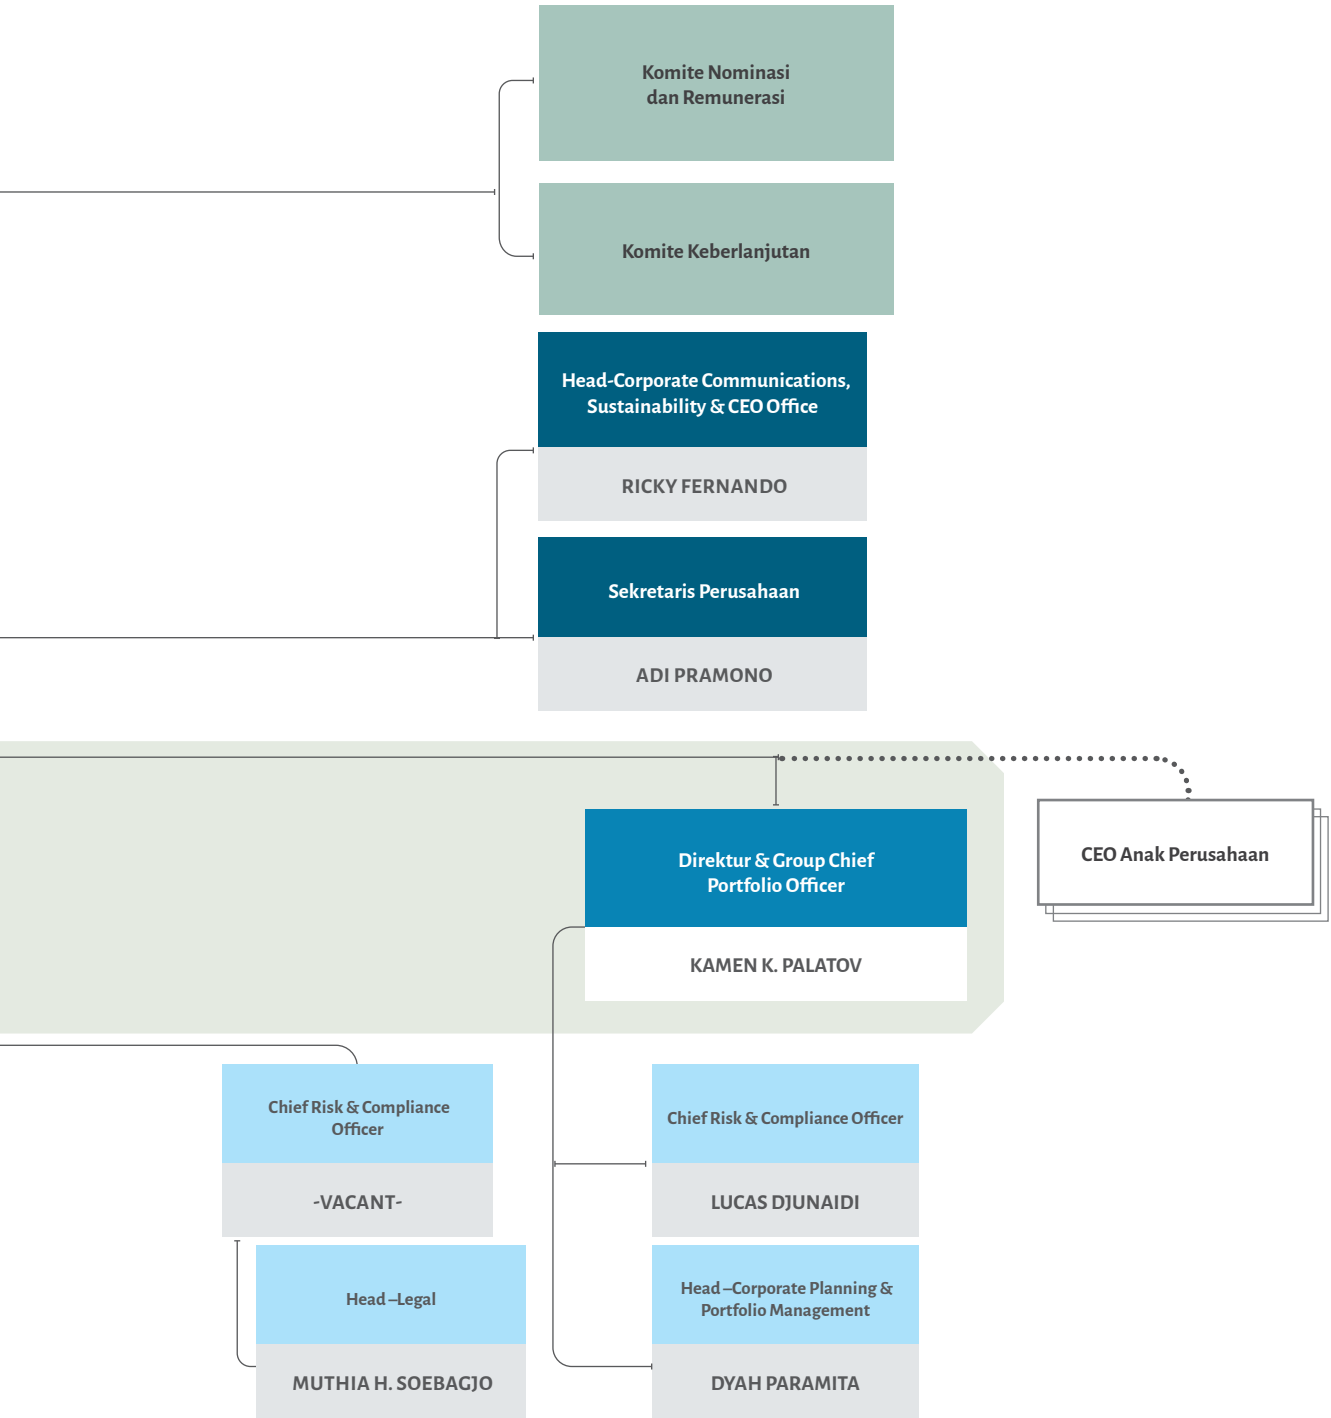 Komite Nominasi
dan Remunerasi
Komite Keberlanjutan
Head-Corporate Communications,
Sustainability & CEO Office
RICKY FERNANDO
Sekretaris Perusahaan
ADI PRAMONO
Direktur & Group Chief
Portfolio Officer
KAMEN K. PALATOV
CEO Anak Perusahaan
Chief Risk & Compliance
Officer
-VACANT-
Head –Legal
MUTHIA H. SOEBAGJO
Chief Risk & Compliance Officer
LUCAS DJUNAIDI
Head –Corporate Planning &
Portfolio Management
DYAH PARAMITA